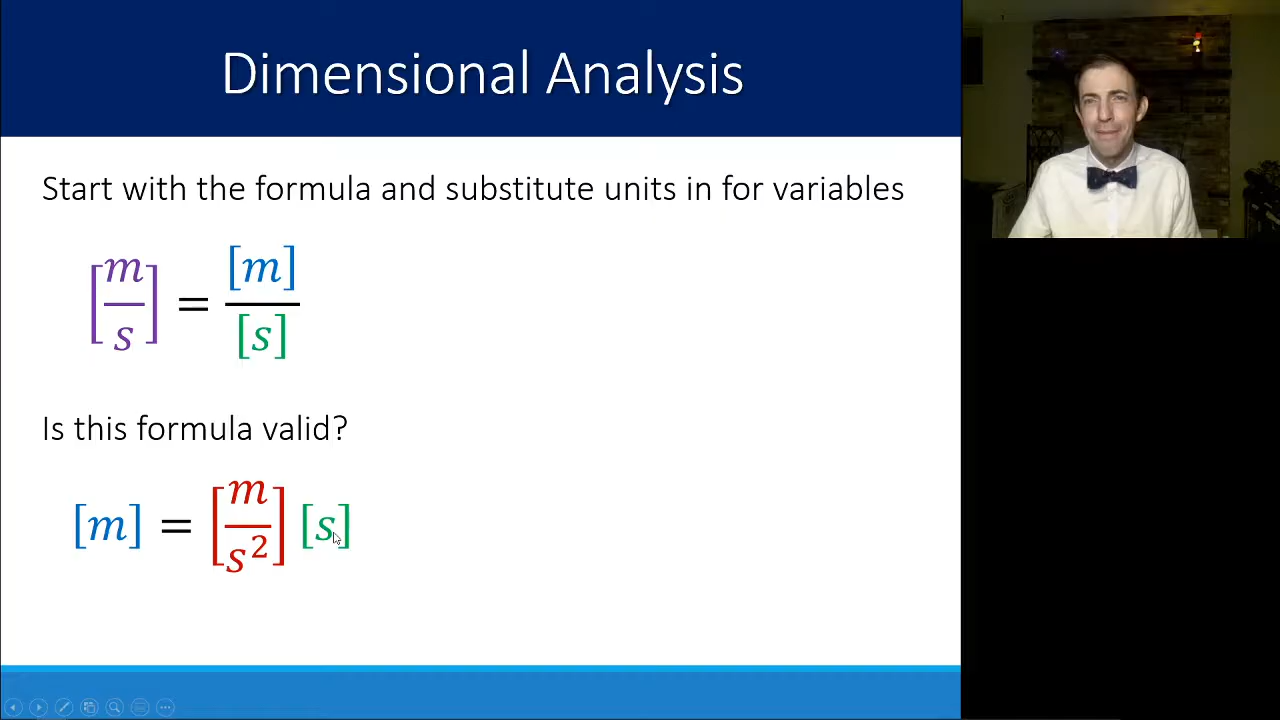 Dimensional Analysis
Start with the formula and substitute units in for variables
[m/s] = [m]/[s]
Is this formula valid?
[m] = [m/s²] [s]